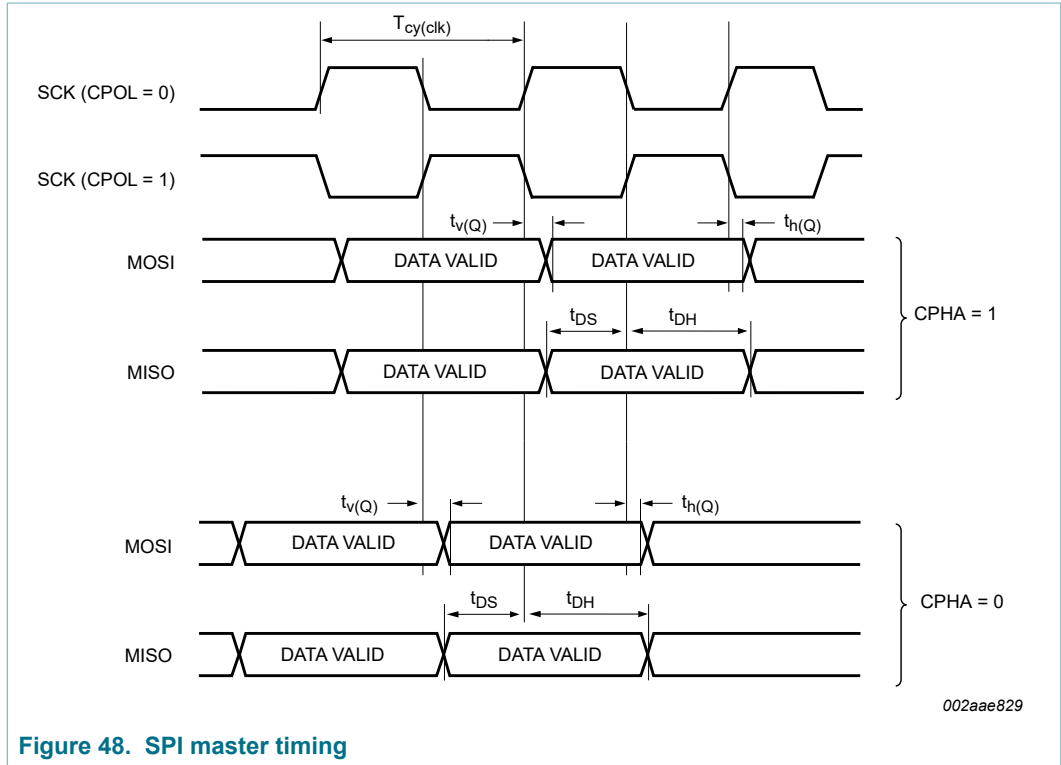 Tcy(clk)
SCK (CPOL = 0)
SCK (CPOL = 1)
tv(Q)
th(Q)
MOSI
DATA VALID
DATA VALID
CPHA = 1
tDS
tDH
MISO
DATA VALID
DATA VALID
tv(Q)
th(Q)
MOSI
DATA VALID
DATA VALID
CPHA = 0
tDS
tDH
MISO
DATA VALID
DATA VALID
002aae829
Figure 48. SPI master timing